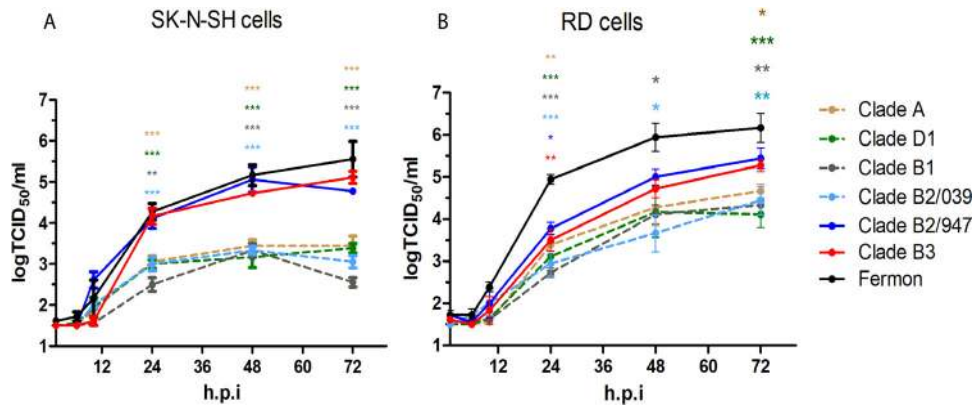 A SK-N-SH cells
B RD cells
*
*** *** ***
*** *** * **
*** *** *** ** **
*** ** *** *** *** * **
*** *
**
7
6
5
4
3
2
1
logTCID50/ml
12 24 36 48 60 72
h.p.i
7
6
5
4
3
2
1
logTCID50/ml
12 24 36 48 60 72
h.p.i
Clade A
Clade D1
Clade B1
Clade B2/039
Clade B2/947
Clade B3
Fermon